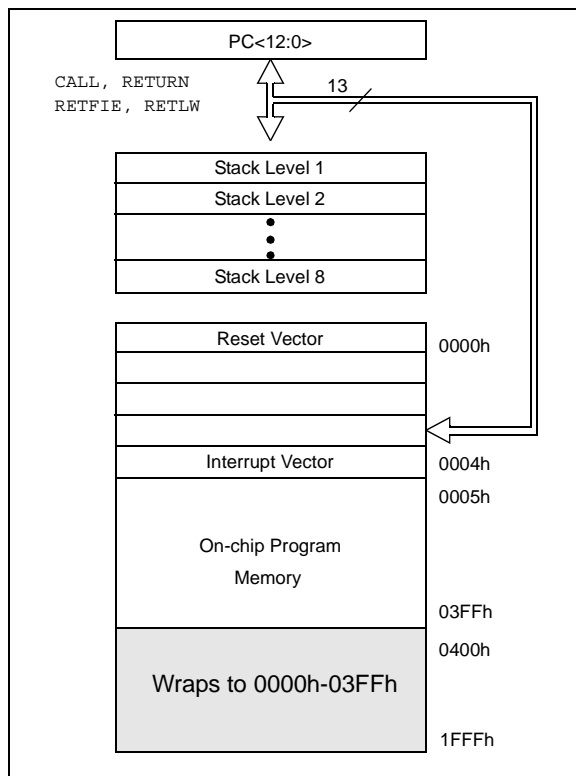 PC<12:0>
CALL, RETURN
RETFIE, RETLW
13
Stack Level 1
Stack Level 2
Stack Level 8
Reset Vector
0000h
Interrupt Vector
0004h
0005h
On-chip Program
Memory
03FFh
0400h
Wraps to 0000h-03FFh
1FFFh